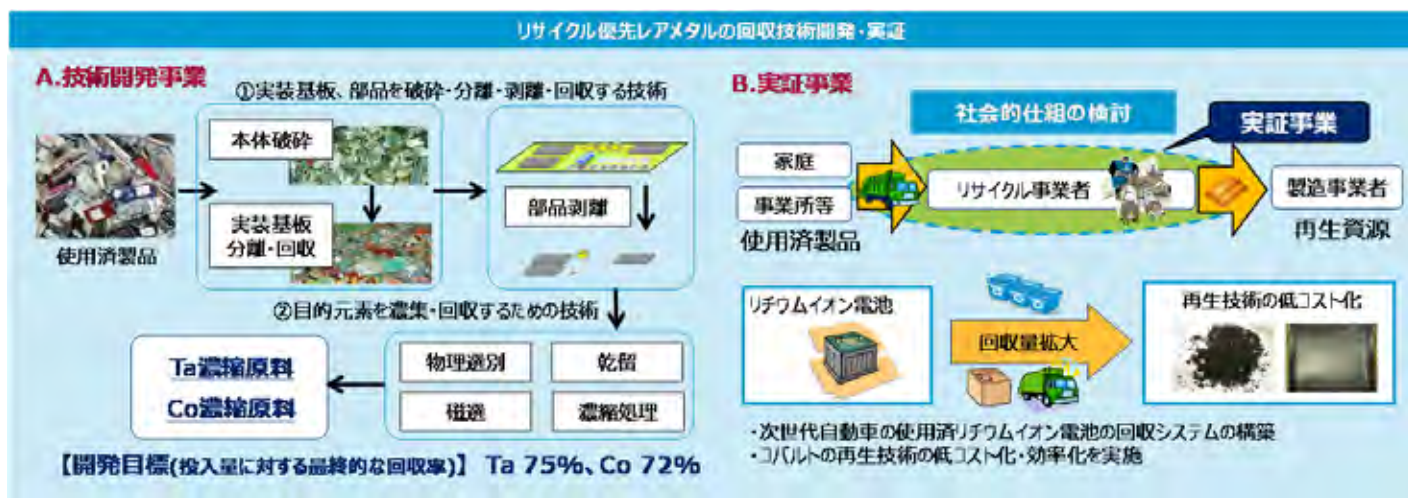 リサイクル優先レアメタルの回収技術開発・実証
A.技術開発事業
①実装基板、部品を破砕・分離・剥離・回収する技術
本体破砕
実装基板
分離・回収
使用済製品
部品剥離
②目的元素を濃集・回収するための技術
物理選別
乾留
磁選
濃縮処理
Ta濃縮原料
Co濃縮原料
【開発目標(投入量に対する最終的な回収率)】 Ta 75%、Co 72%
B.実証事業
社会的仕組の検討
実証事業
家庭
事業所等
使用済製品
リサイクル事業者
製造事業者
再生資源
リチウムイオン電池
回収量拡大
再生技術の低コスト化
・次世代自動車の使用済リチウムイオン電池の回収システムの構築
・コバルトの再生技術の低コスト化・効率化を実施